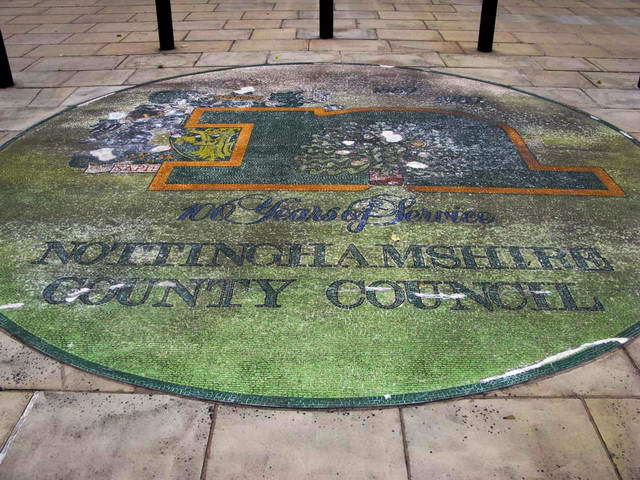 n
100 Years of Service
NOTTINGHAMSHIRE
COUNTY COUNCIL